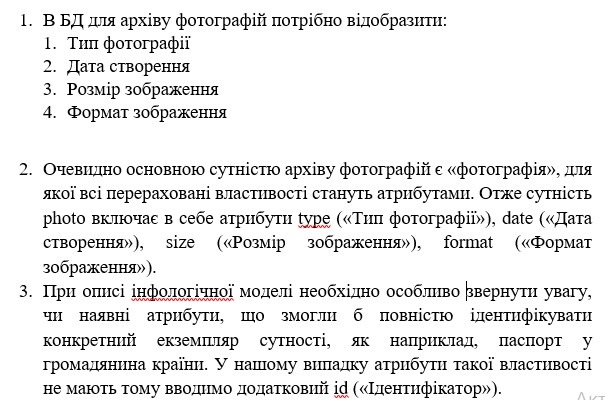 1. В БД для архіву фотографій потрібно відобразити:
1. Тип фотографії
2. Дата створення
3. Розмір зображення
4. Формат зображення
2. Очевидно основною сутністю архіву фотографій є «фотографія», для
якої всі перераховані властивості стануть атрибутами. Отже сутність
photo включає в себе атрибути type («Тип фотографії»), date («Дата
створення»), size («Розмір зображення»), format («Формат
зображення»).
3. При описі інфологічної моделі необхідно особливо звернути увагу,
чи наявні атрибути, що змогли б повністю ідентифікувати
конкретний екземпляр сутності, як наприклад, паспорт у
громадянина країни. У нашому випадку атрибути такої властивості
не мають тому вводимо додатковий id («Ідентифікатор»).